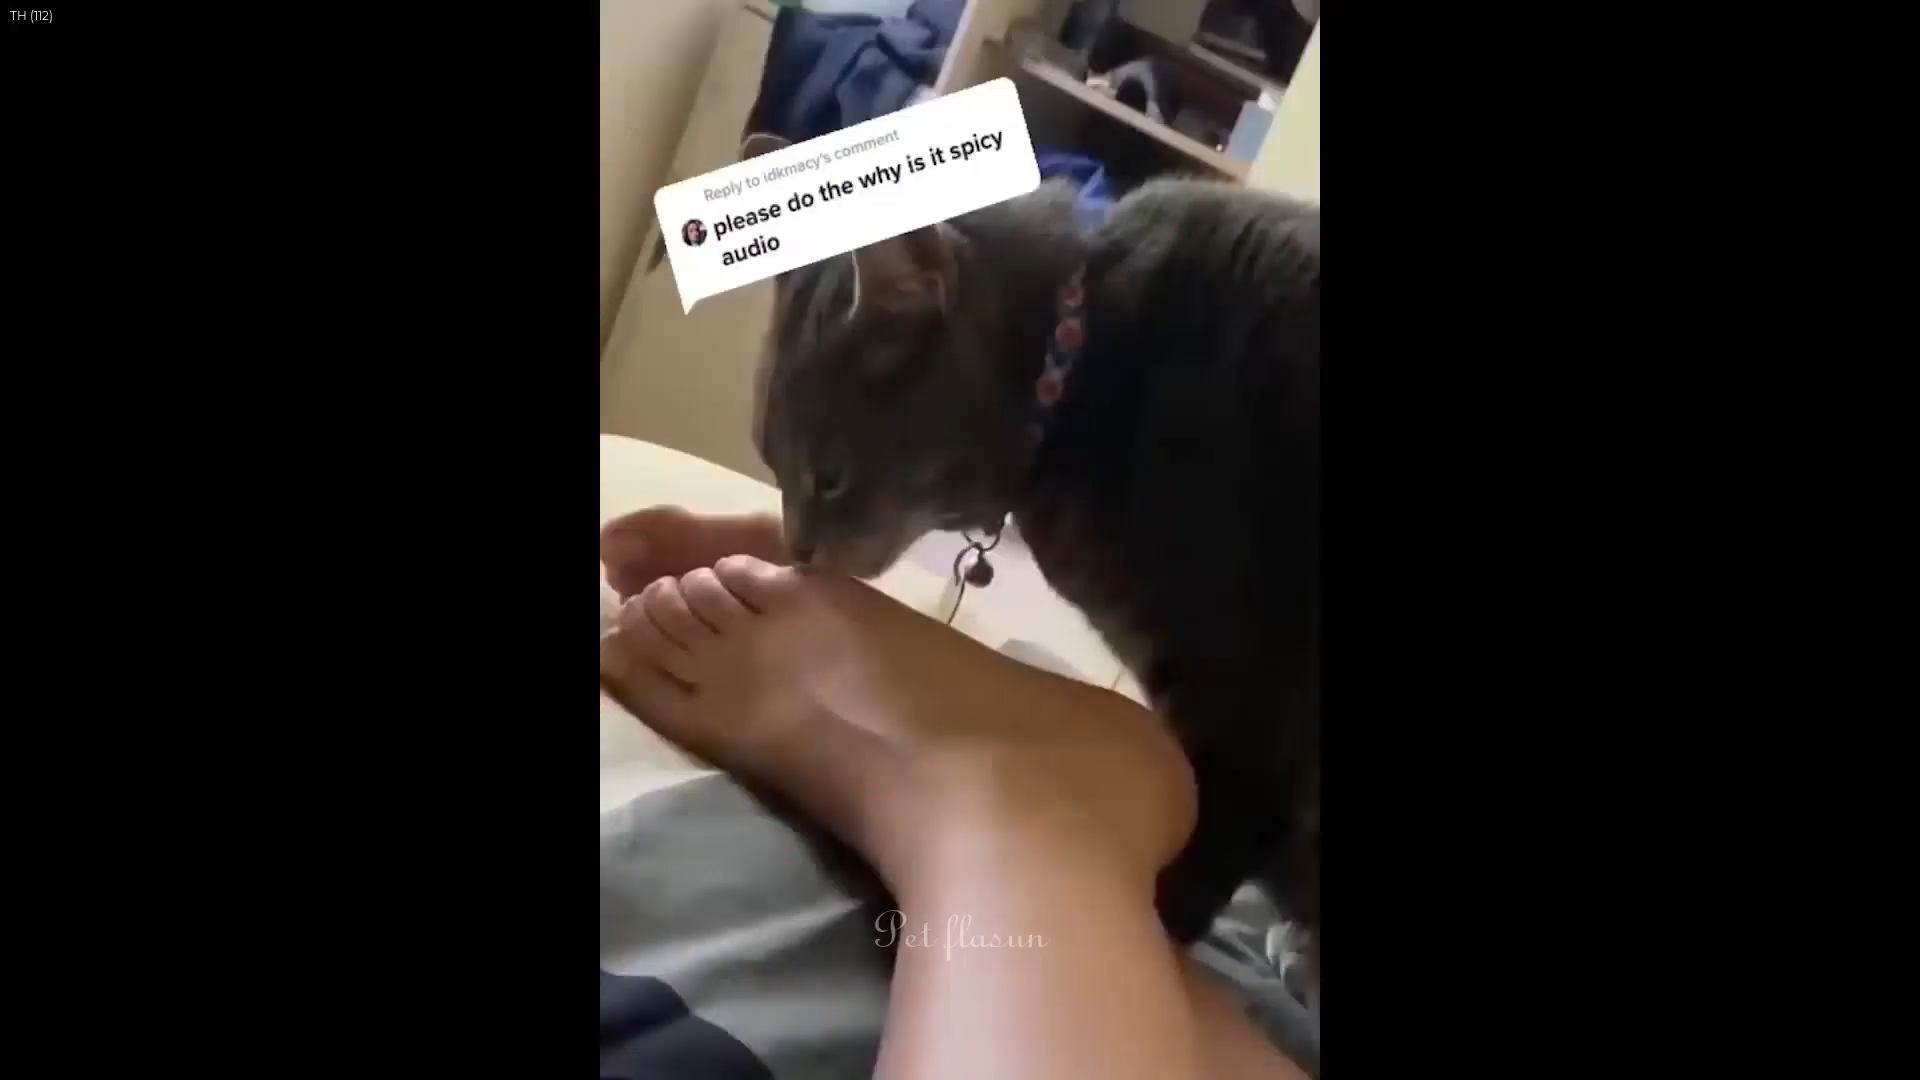 TH (112)
Reply to idkmacy's comment
please do the why is it spicy
audio
Pet flasun